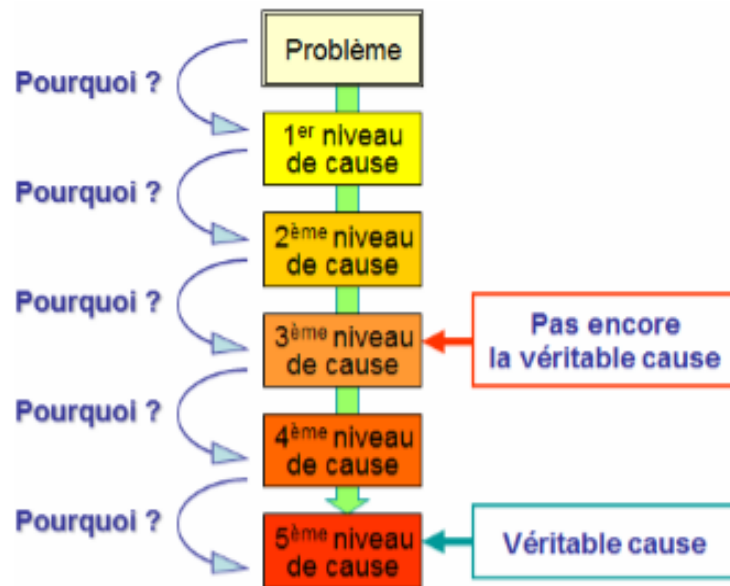 Problème
Pourquoi ?
1er niveau
de cause
Pourquoi ?
2ème niveau
de cause
Pourquoi ?
3ème niveau
de cause
Pas encore
la véritable cause
Pourquoi ?
4ème niveau
de cause
Pourquoi ?
5ème niveau
de cause
Véritable cause